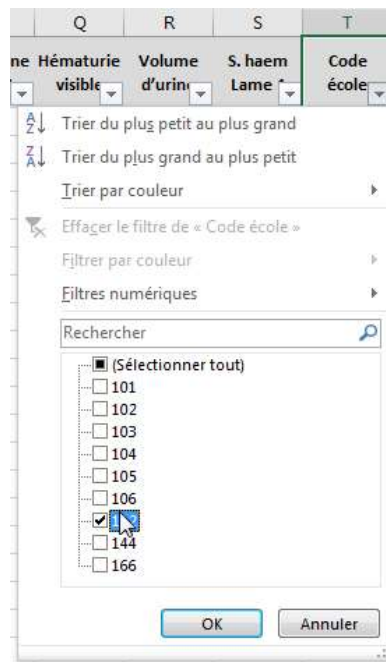 Q R S T
ne Hématurie Volume S. haem Code
visible d'urin Lame école
Trier du plus petit au plus grand
Trier du plus grand au plus petit
Trier par couleur
Effacer le filtre de « Code école »
Filtrer par couleur
Filtres numériques
Rechercher
(Sélectionner tout)
101
102
103
104
105
106
144
166
OK Annuler